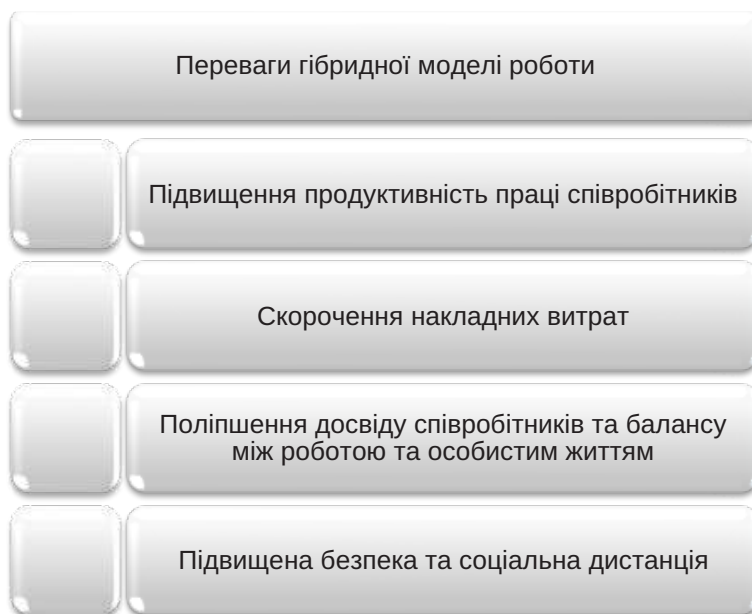 Переваги гібридної моделі роботи
Підвищення продуктивність праці співробітників
Скорочення накладних витрат
Поліпшення досвіду співробітників та балансу
між роботою та особистим життям
Підвищена безпека та соціальна дистанція